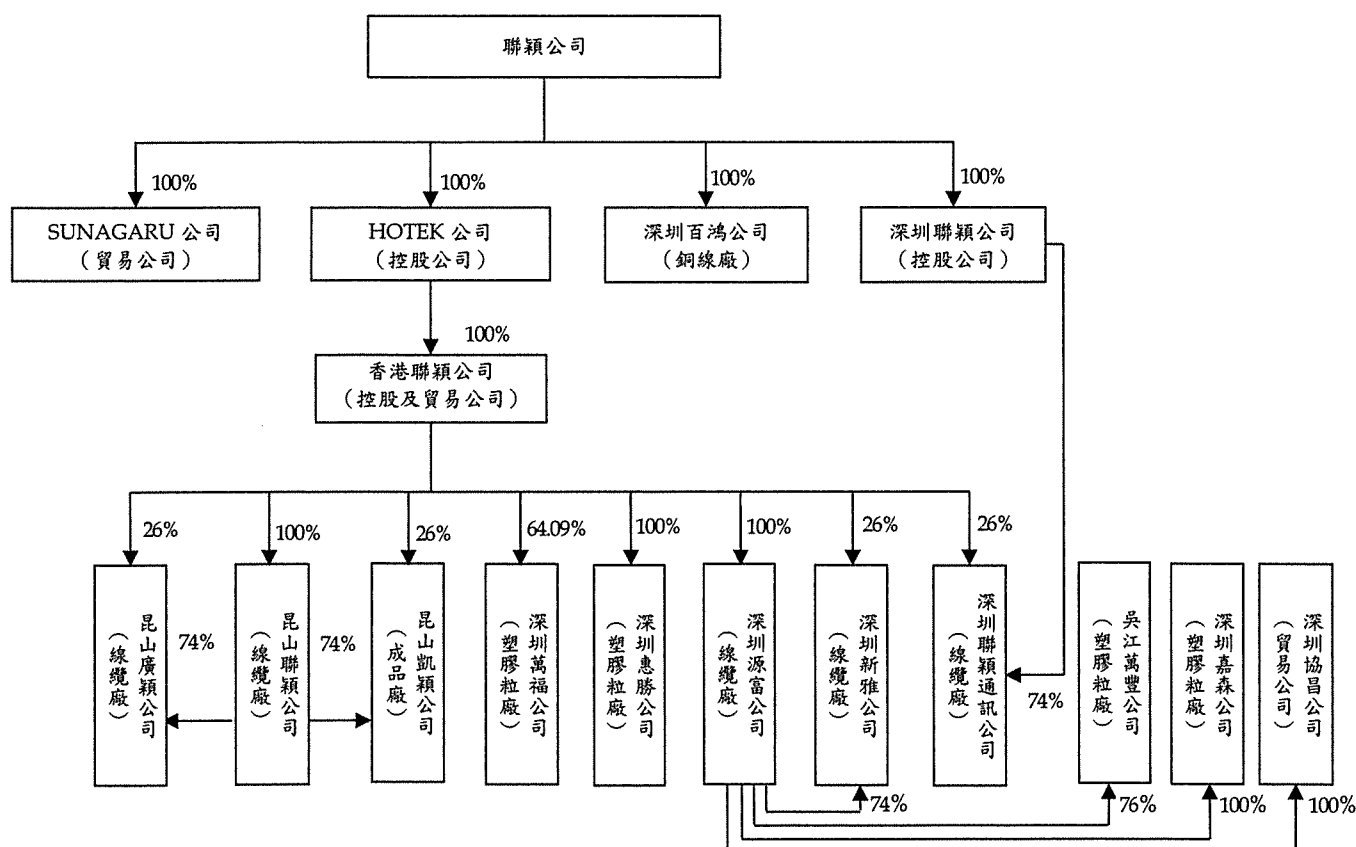 聯穎公司
100%
100%
100%
100%
SUNAGARU 公司
（貿易公司）
HOTEK 公司
（控股公司）
深圳百鴻公司
（銅線廠）
深圳聯穎公司
（控股公司）
100%
香港聯穎公司
（控股及貿易公司）
26%
100%
26%
64.09%
100%
100%
26%
26%
昆山廣穎公司
（線纜廠）
74%
昆山聯穎公司
（線纜廠）
74%
昆山凱穎公司
（成品廠）
深圳萬福公司
（塑膠粒廠）
深圳惠勝公司
（塑膠粒廠）
深圳源富公司
（線纜廠）
深圳新雅公司
（線纜廠）
深圳聯穎通訊公司
（線纜廠）
74%
吳江萬豐公司
（塑膠粒廠）
深圳嘉森公司
（塑膠粒廠）
深圳協昌公司
（貿易公司）
74%
76%
100%
100%